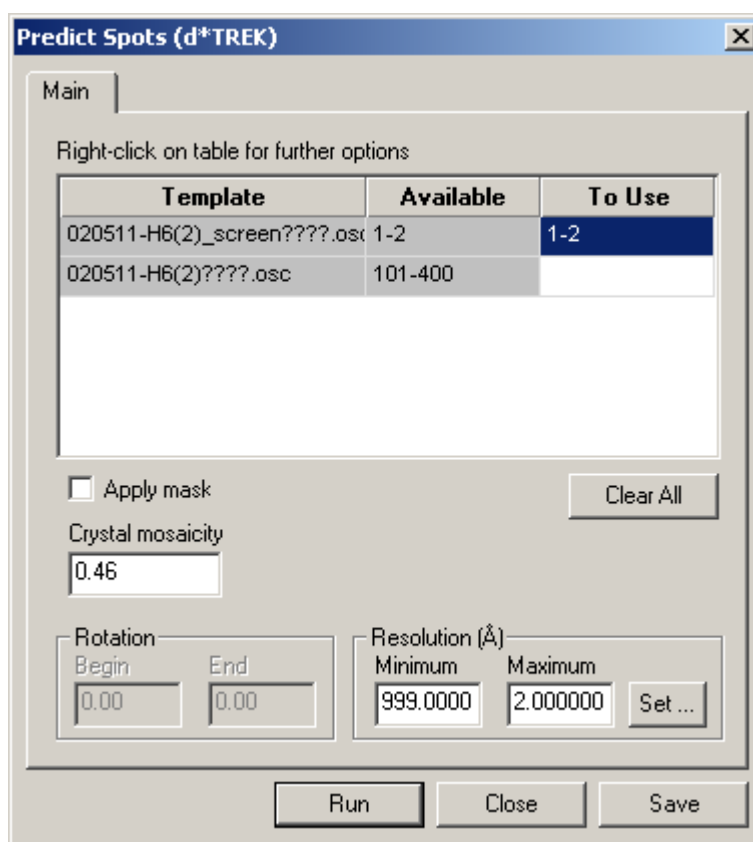 Predict Spots (d*TREK)
Main
Right-click on table for further options
Template Available To Use
020511-H6(2)_screen????.osc 1-2 1-2
020511-H6(2)????.osc 101-400
Apply mask Clear All
Crystal mosaicity
0.46
Rotation Resolution (Å)
Begin End Minimum Maximum
0.00 0.00 999.0000 2.000000 Set ...
Run Close Save